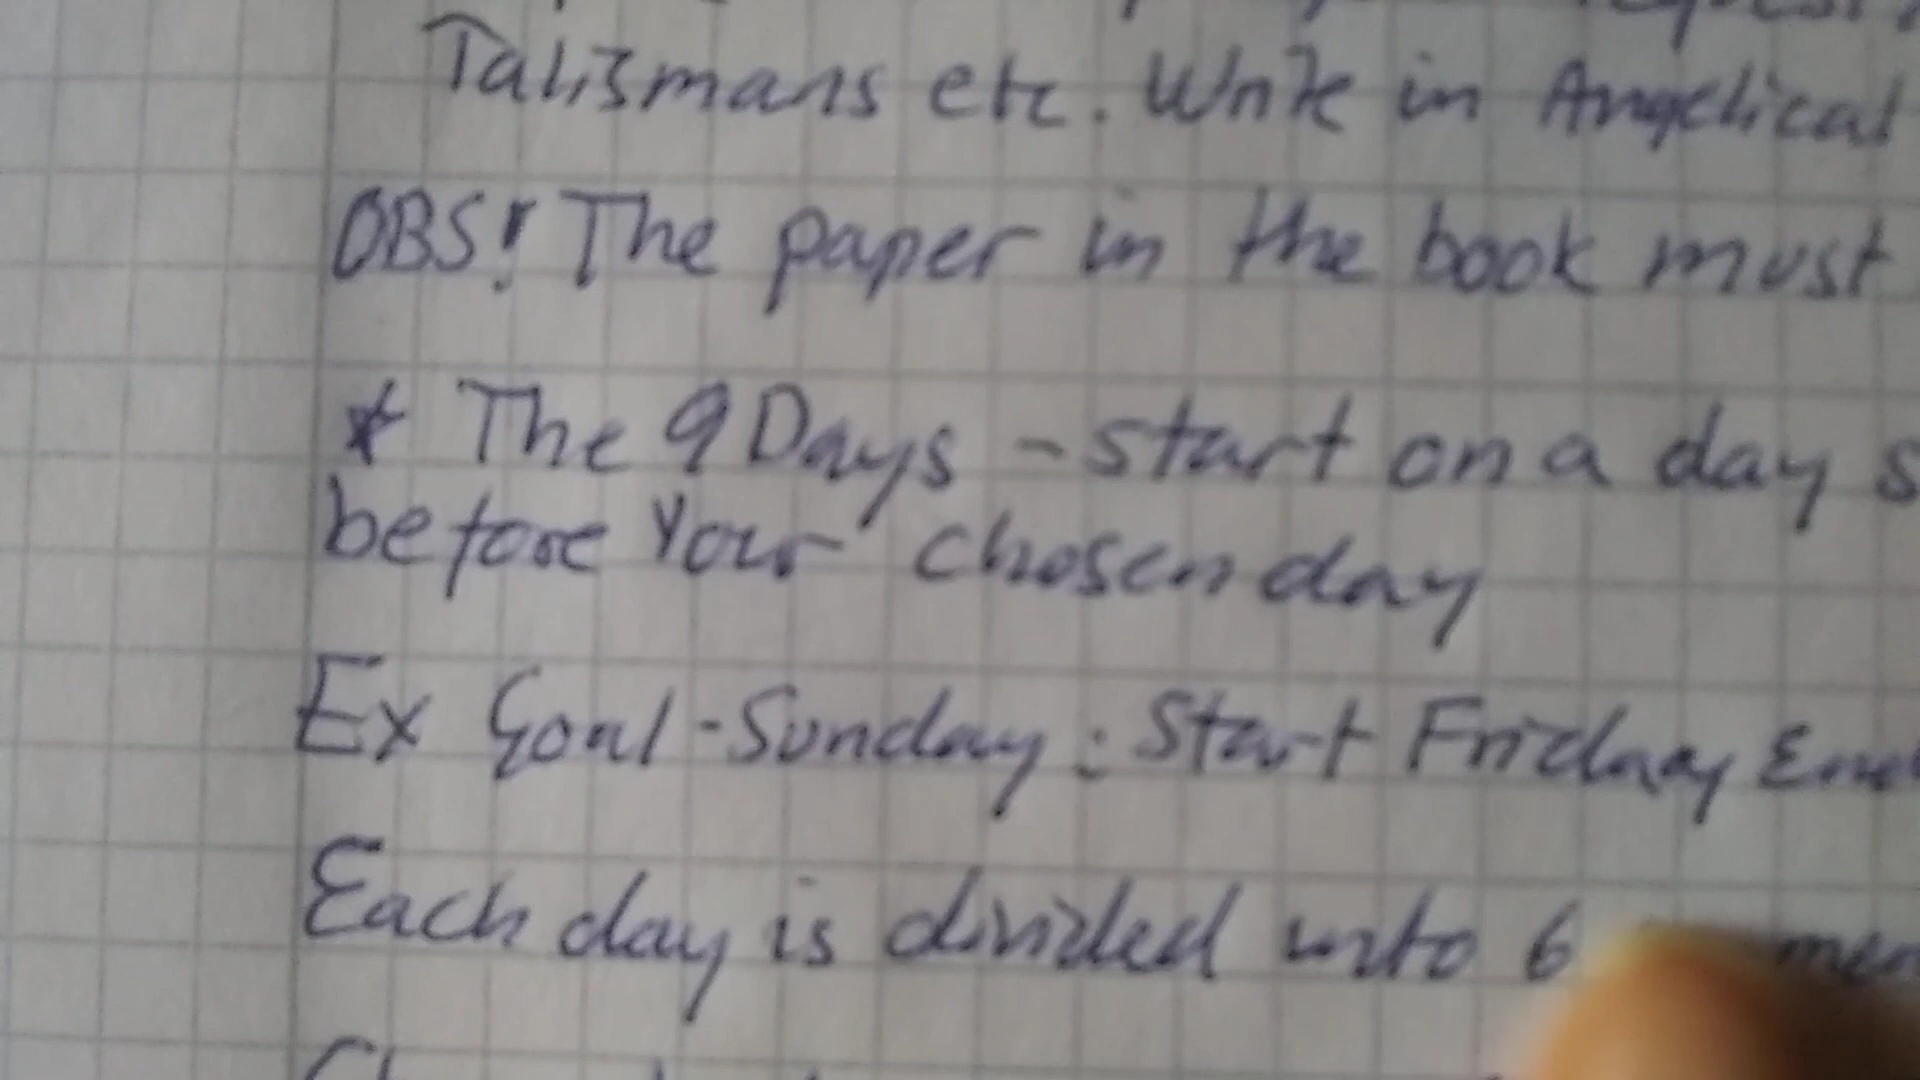 Talismans etc. Write in Angelical
OBS! The paper in the book must
* The 9 Days - start on a day
before Your chosen day
Ex Goal - Sunday : Start Friday
Each day is divided into 6